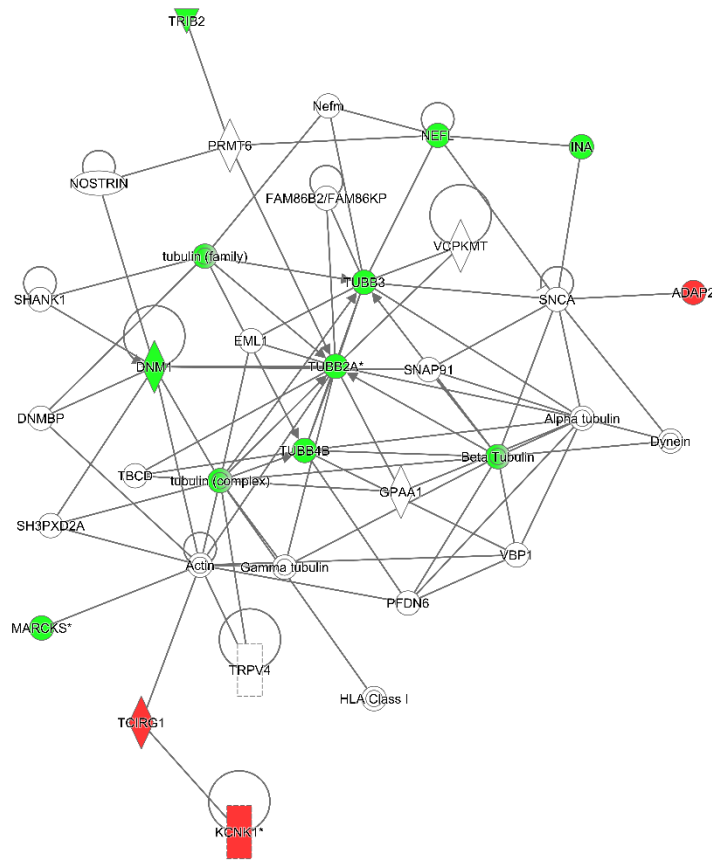 TRIB2
Nefm
NEFL
PRMT6
INA
NOSTRIN
FAM86B2/FAM86KP
VCPKMT
tubulin (family)
TUBB3
SHANK1
SNCA
ADAP2
EML1
DNM1
TUBB2A*
SNAP91
DNMBP
Alpha tubulin
Dynein
TUBB4B
Beta Tubulin
TBCD
tubulin (complex)
GPAA1
SH3PXD2A
Actin
Gamma tubulin
VBP1
PFDN6
MARCKS*
TRPV4
HLA Class I
TCIRG1
KCNK1*